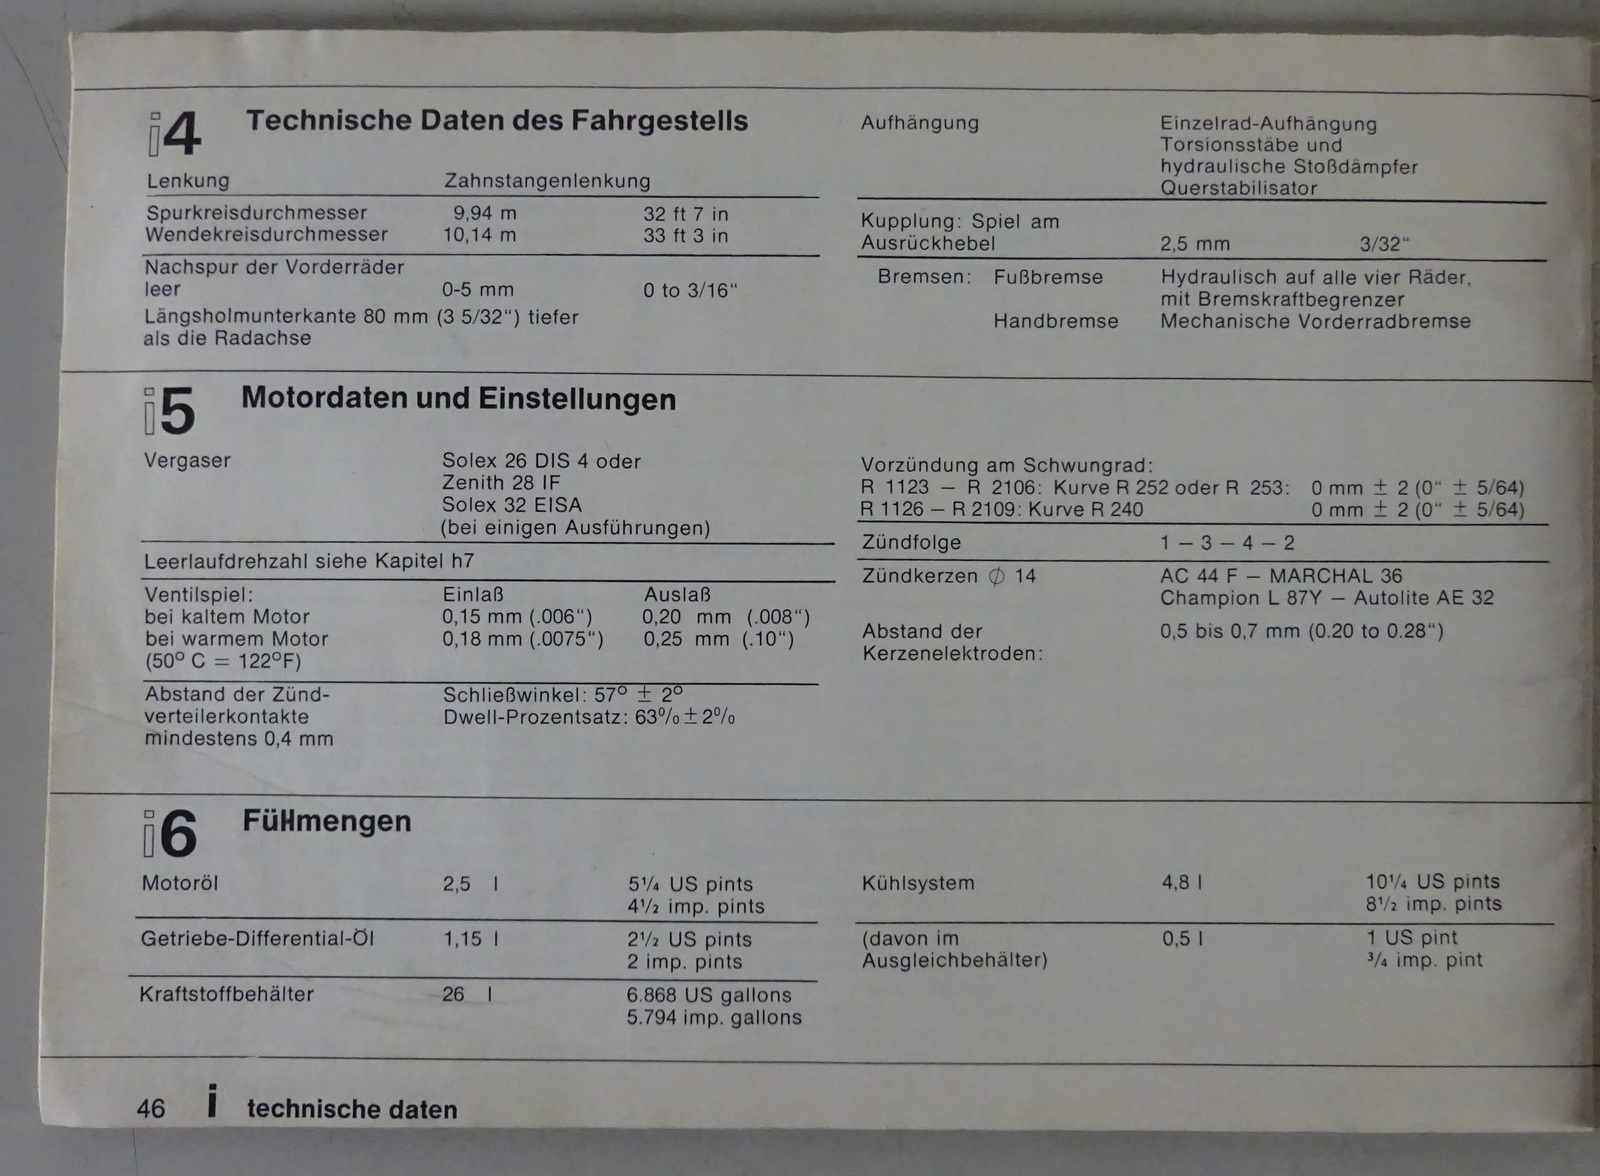 i4 Technische Daten des Fahrgestells
Lenkung Zahnstangenlenkung
Spurkreisdurchmesser 9,94 m 32 ft 7 in
Wendekreisdurchmesser 10,14 m 33 ft 3 in
Nachspur der Vorderräder
leer 0-5 mm 0 to 3/16“
Längsholmunterkante 80 mm (3 5/32“) tiefer
als die Radachse
Aufhängung Einzelrad-Aufhängung
Torsionsstäbe und
hydraulische Stoßdämpfer
Querstabilisator
Kupplung: Spiel am
Ausrückhebel 2,5 mm 3/32“
Bremsen: Fußbremse Hydraulisch auf alle vier Räder,
mit Bremskraftbegrenzer
Handbremse Mechanische Vorderradbremse
i5 Motordaten und Einstellungen
Vergaser Solex 26 DIS 4 oder
Zenith 28 IF
Solex 32 EISA
(bei einigen Ausführungen)
Leerlaufdrehzahl siehe Kapitel h7
Ventilspiel: Einlaß Auslaß
bei kaltem Motor 0,15 mm (.006“) 0,20 mm (.008“)
bei warmem Motor 0,18 mm (.0075“) 0,25 mm (.10“)
(50° C = 122°F)
Abstand der Zünd- Schließwinkel: 57° ± 2°
verteilerkontakte Dwell-Prozentsatz: 63% ± 2%
mindestens 0,4 mm
Vorzündung am Schwungrad:
R 1123 – R 2106: Kurve R 252 oder R 253: 0 mm ± 2 (0“ ± 5/64)
R 1126 – R 2109: Kurve R 240 0 mm ± 2 (0“ ± 5/64)
Zündfolge 1 – 3 – 4 – 2
Zündkerzen ∅ 14 AC 44 F – MARCHAL 36
Champion L 87Y – Autolite AE 32
Abstand der 0,5 bis 0,7 mm (0.20 to 0.28“)
Kerzenelektroden:
i6 Füllmengen
Motoröl 2,5 l 5¼ US pints
4½ imp. pints
Getriebe-Differential-Öl 1,15 l 2½ US pints
2 imp. pints
Kraftstoffbehälter 26 l 6.868 US gallons
5.794 imp. gallons
Kühlsystem 4,8 l 10¼ US pints
8½ imp. pints
(davon im 0,5 l 1 US pint
Ausgleichbehälter) ¾ imp. pint
46 i technische daten